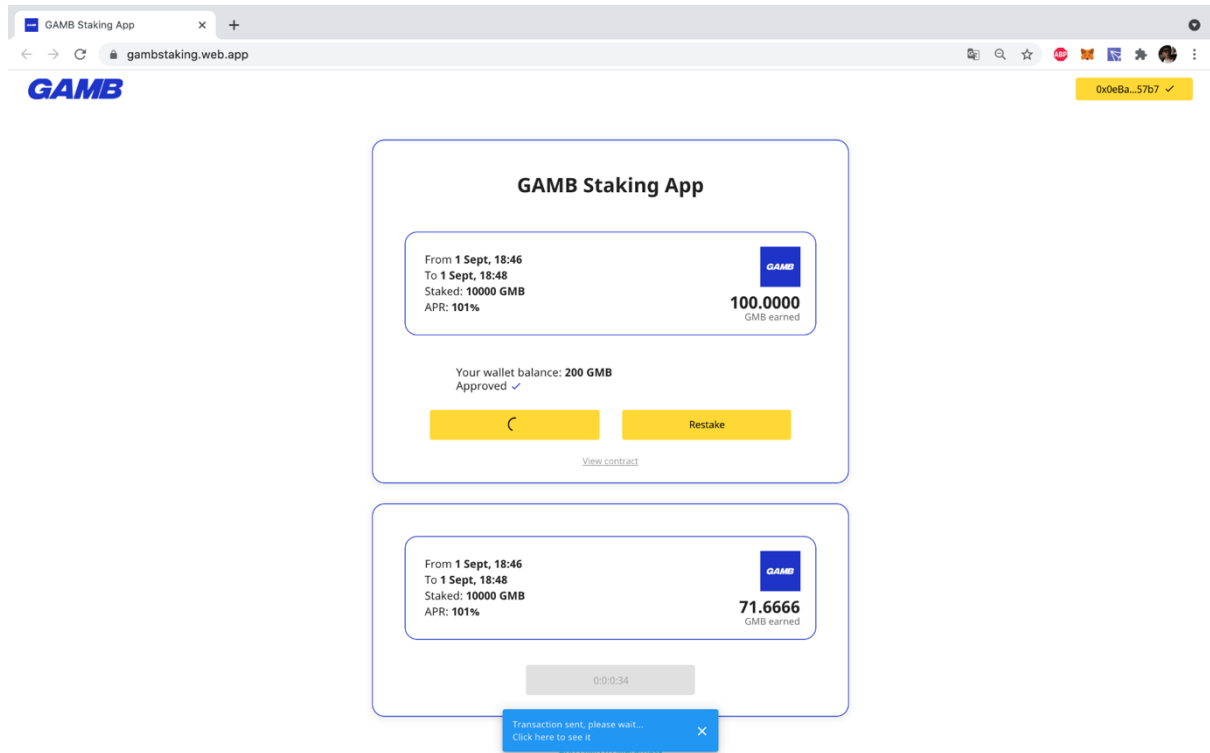 GAMB Staking App
gambstaking.web.app
ABP
GAMB
0x0eBa...57b7
GAMB Staking App
From 1 Sept, 18:46
To 1 Sept, 18:48
Staked: 10000 GMB
APR: 101%
GAMB
100.0000
GMB earned
Your wallet balance: 200 GMB
Approved
Restake
View contract
From 1 Sept, 18:46
To 1 Sept, 18:48
Staked: 10000 GMB
APR: 101%
GAMB
71.6666
GMB earned
0:0:0:34
Transaction sent, please wait...
Click here to see it